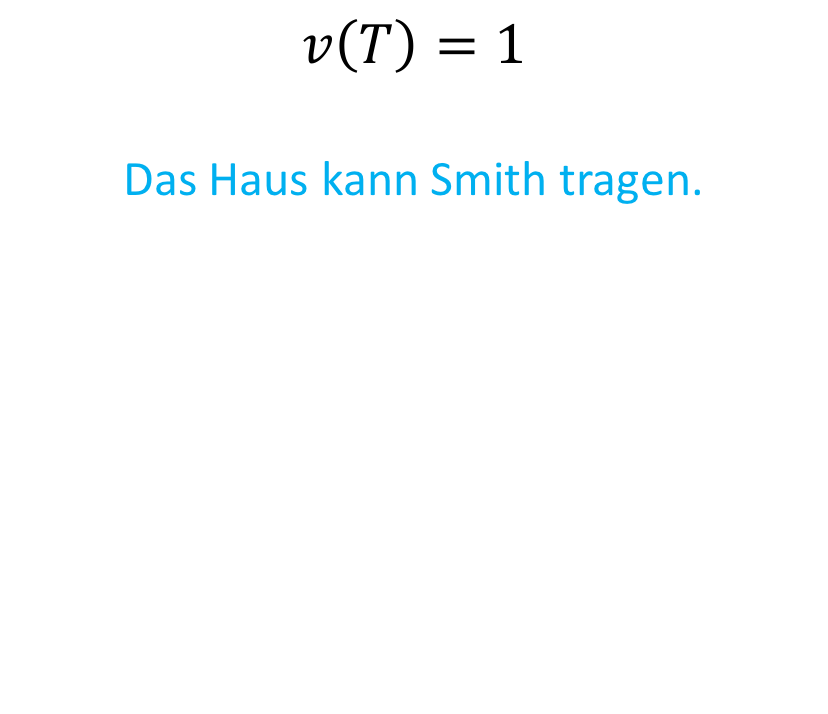 𝑣(𝑇) = 1
Das Haus kann Smith tragen.